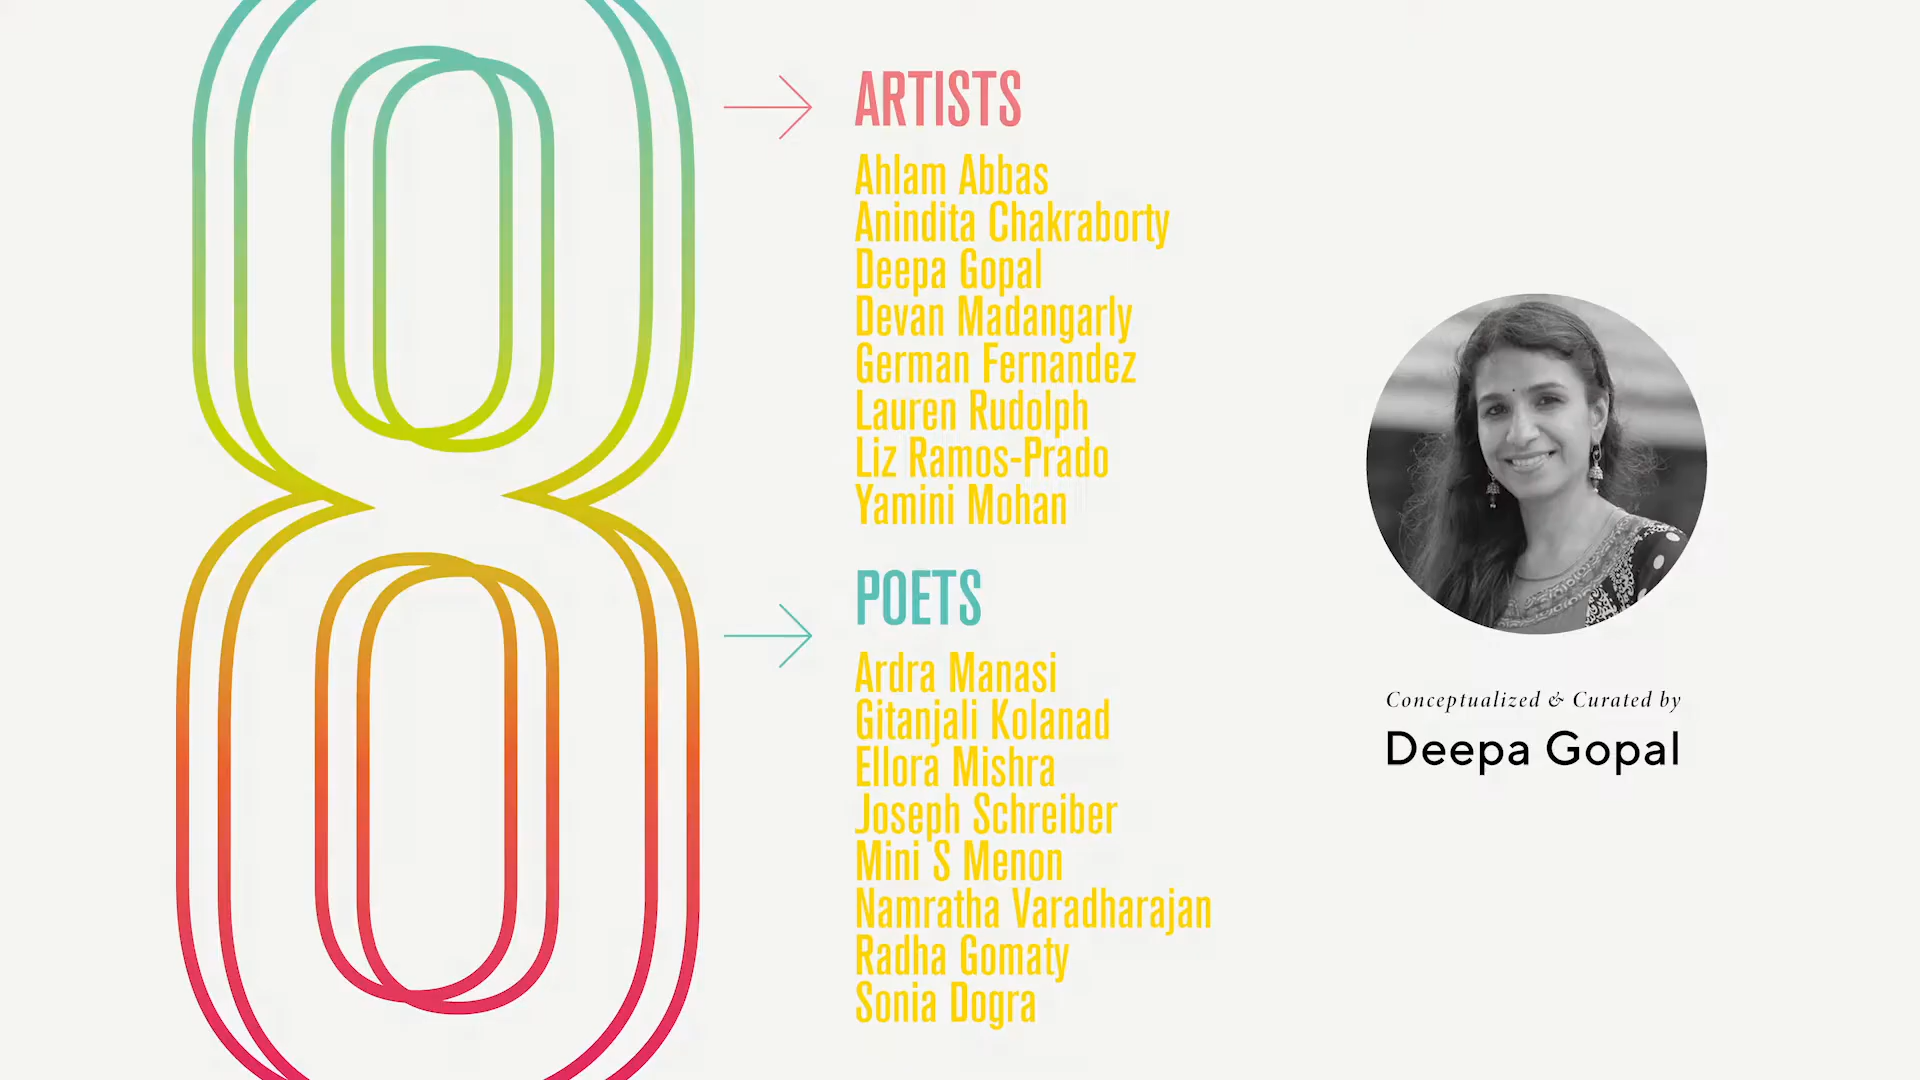 8
ARTISTS
Ahlam Abbas
Anindita Chakraborty
Deepa Gopal
Devan Madangarly
German Fernandez
Lauren Rudolph
Liz Ramos-Prado
Yamini Mohan
POETS
Ardra Manasi
Gitanjali Kolanad
Ellora Mishra
Joseph Schreiber
Mini S Menon
Namratha Varadharajan
Radha Gomaty
Sonia Dogra
Conceptualized & Curated by
Deepa Gopal